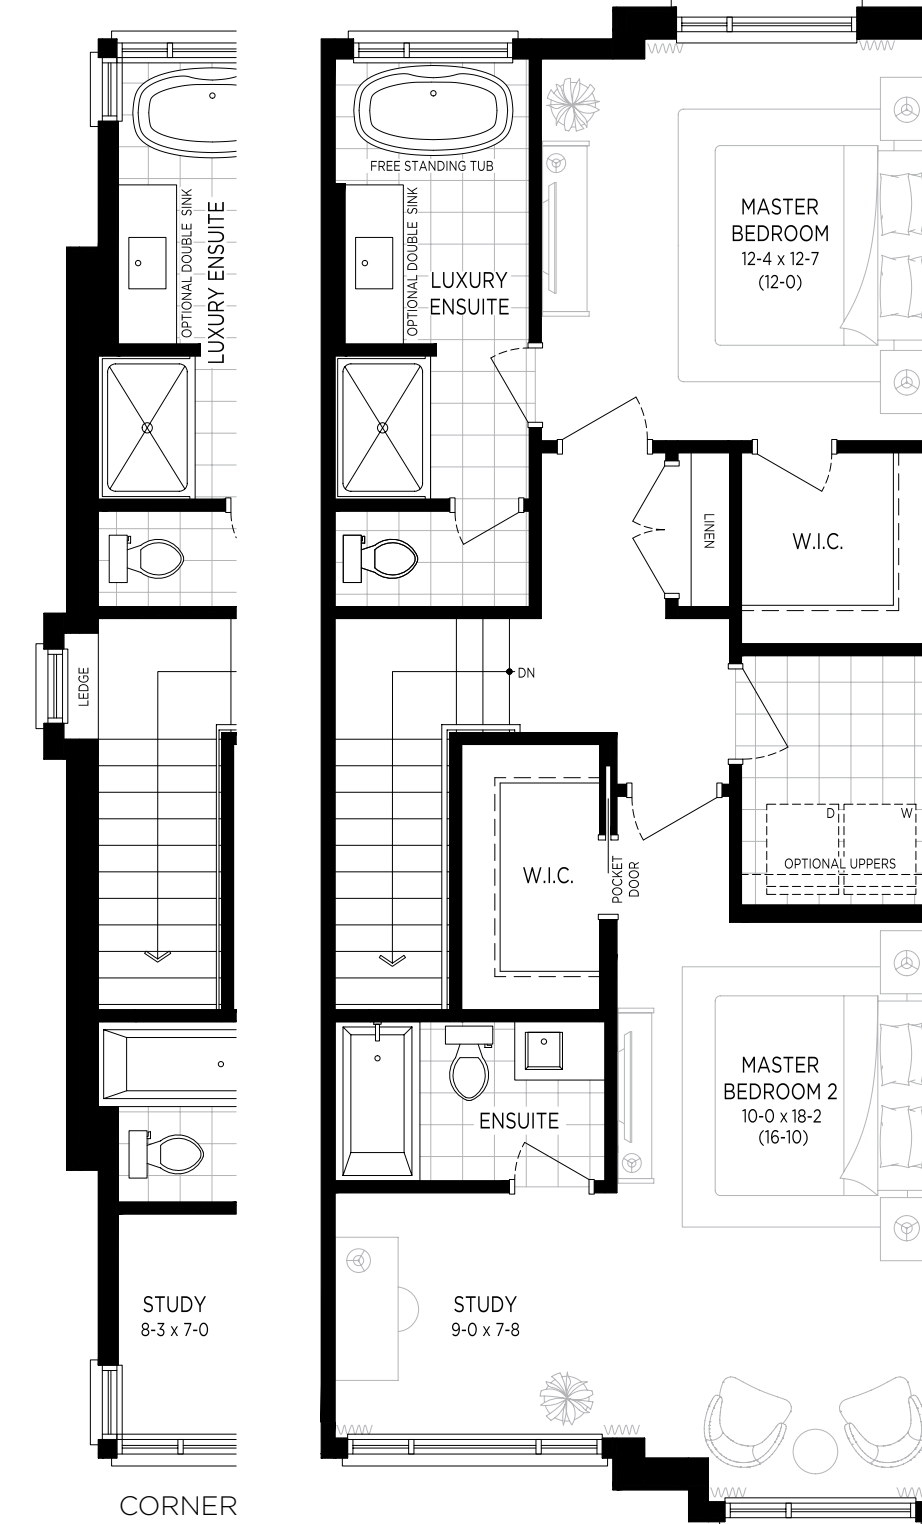 OPTIONAL DOUBLE SINK
LUXURY ENSUITE
LEDGE
STUDY
8-3 x 7-0
CORNER
FREE STANDING TUB
OPTIONAL DOUBLE SINK
LUXURY
ENSUITE
MASTER
BEDROOM
12-4 x 12-7
(12-0)
LINEN
W.I.C.
DN
D
W
OPTIONAL UPPERS
W.I.C.
POCKET
DOOR
ENSUITE
MASTER
BEDROOM 2
10-0 x 18-2
(16-10)
STUDY
9-0 x 7-8